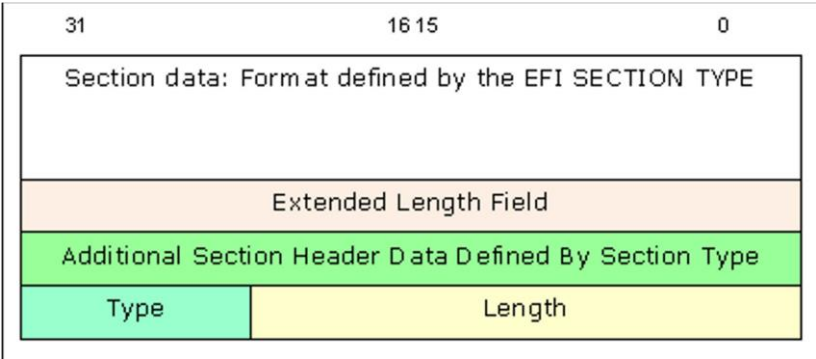 31 16 15 0
Section data: Format defined by the EFI SECTION TYPE
Extended Length Field
Additional Section Header Data Defined By Section Type
Type Length